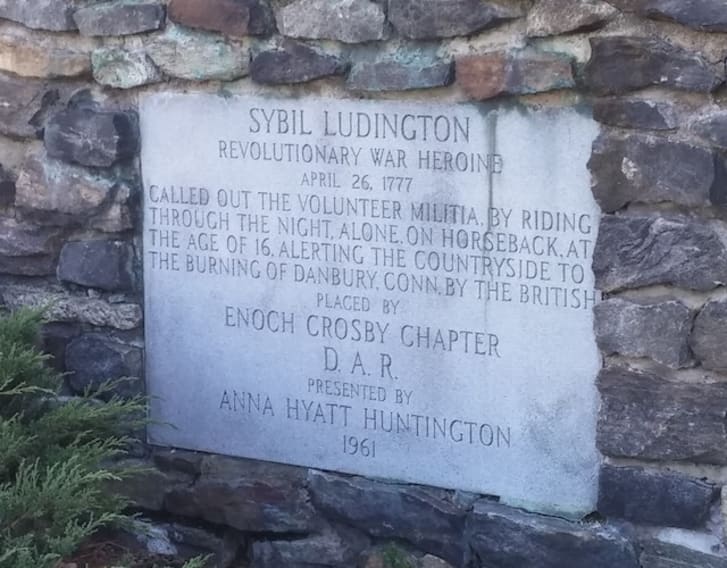 SYBIL LUDINGTON
REVOLUTIONARY WAR HEROINE
APRIL 26, 1777
CALLED OUT THE VOLUNTEER MILITIA, BY RIDING
THROUGH THE NIGHT, ALONE, ON HORSEBACK, AT
THE AGE OF 16, ALERTING THE COUNTRYSIDE TO
THE BURNING OF DANBURY, CONN. BY THE BRITISH
PLACED BY
ENOCH CROSBY CHAPTER
D. A. R.
PRESENTED BY
ANNA HYATT HUNTINGTON
1961